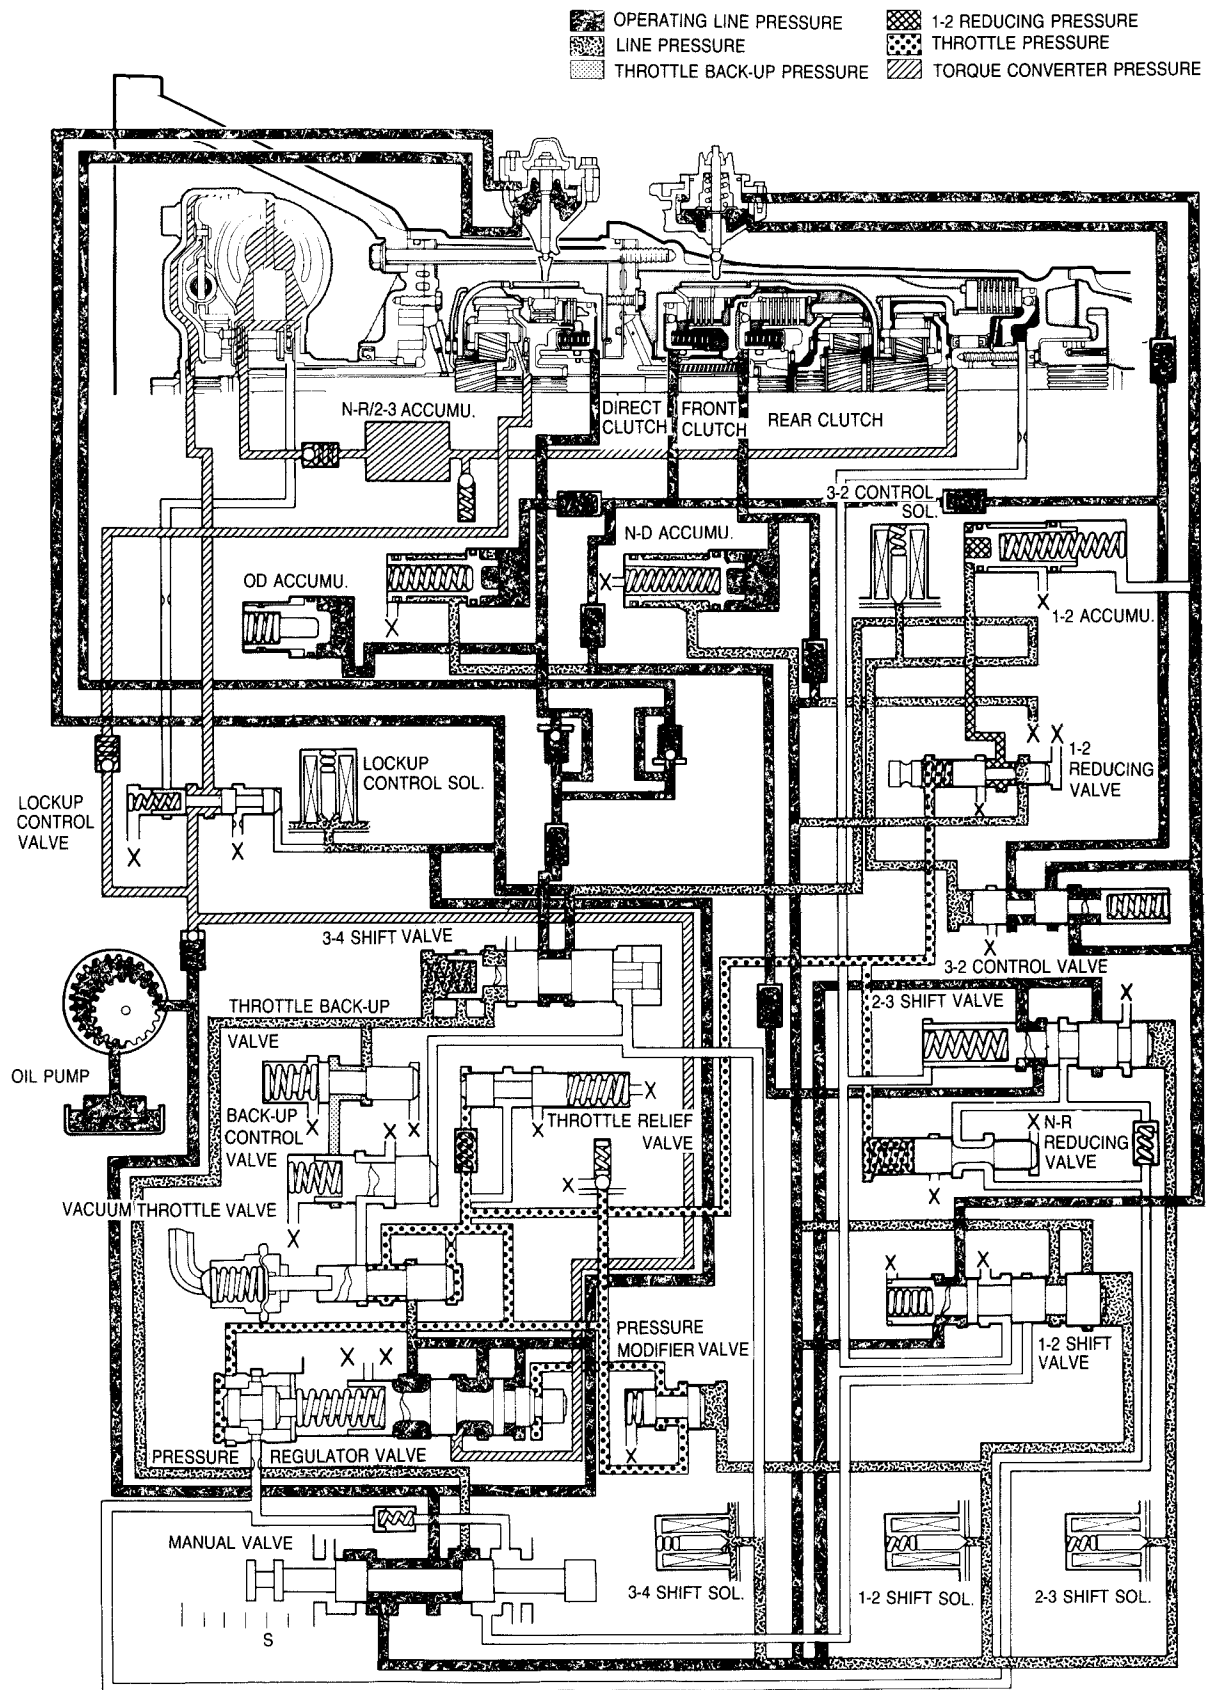 OPERATING LINE PRESSURE
LINE PRESSURE
THROTTLE BACK-UP PRESSURE
1-2 REDUCING PRESSURE
THROTTLE PRESSURE
TORQUE CONVERTER PRESSURE
N-R/2-3 ACCUMU.
DIRECT
CLUTCH
FRONT
CLUTCH
REAR CLUTCH
3-2 CONTROL
SOL.
N-D ACCUMU.
OD ACCUMU.
X
X
X
1-2 ACCUMU.
X
X
1-2
REDUCING
VALVE
X
LOCKUP
CONTROL SOL.
LOCKUP
CONTROL
VALVE
X
X
3-4 SHIFT VALVE
X
3-2 CONTROL VALVE
2-3 SHIFT VALVE
X
THROTTLE BACK-UP
VALVE
OIL PUMP
X
X
X
X
THROTTLE RELIEF
VALVE
BACK-UP
CONTROL
VALVE
X
X
N-R
REDUCING
VALVE
X
X
X
VACUUM THROTTLE VALVE
X
X
1-2 SHIFT
VALVE
PRESSURE
MODIFIER VALVE
X
X
X
PRESSURE
REGULATOR VALVE
MANUAL VALVE
3-4 SHIFT SOL.
1-2 SHIFT SOL.
2-3 SHIFT SOL.
S